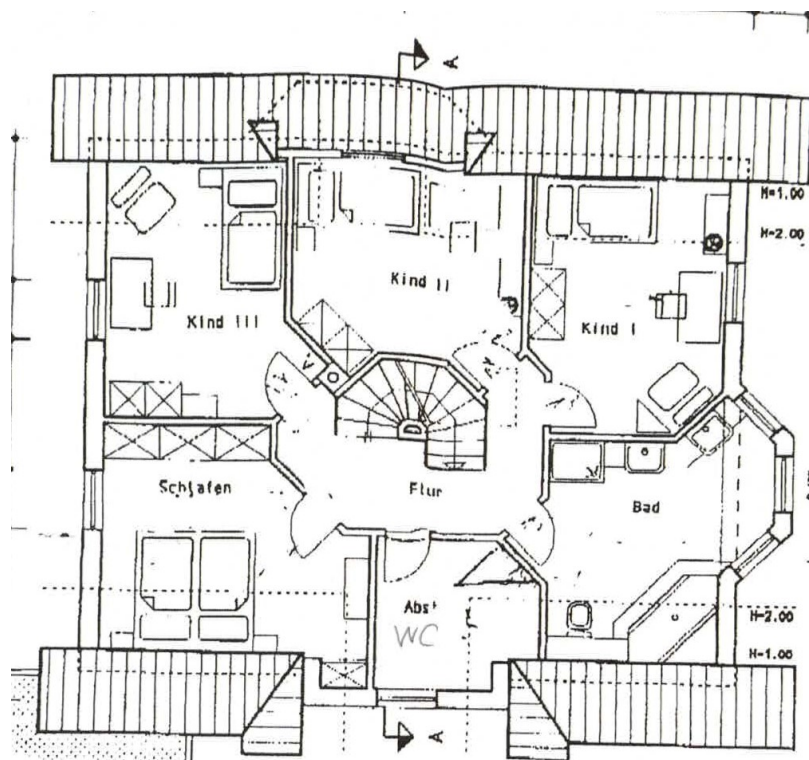 A
H=1.00
H=2.00
Kind II
Kind III
Kind I
Schlafen
Flur
Bad
Abst
WC
H=2.00
H=1.00
A